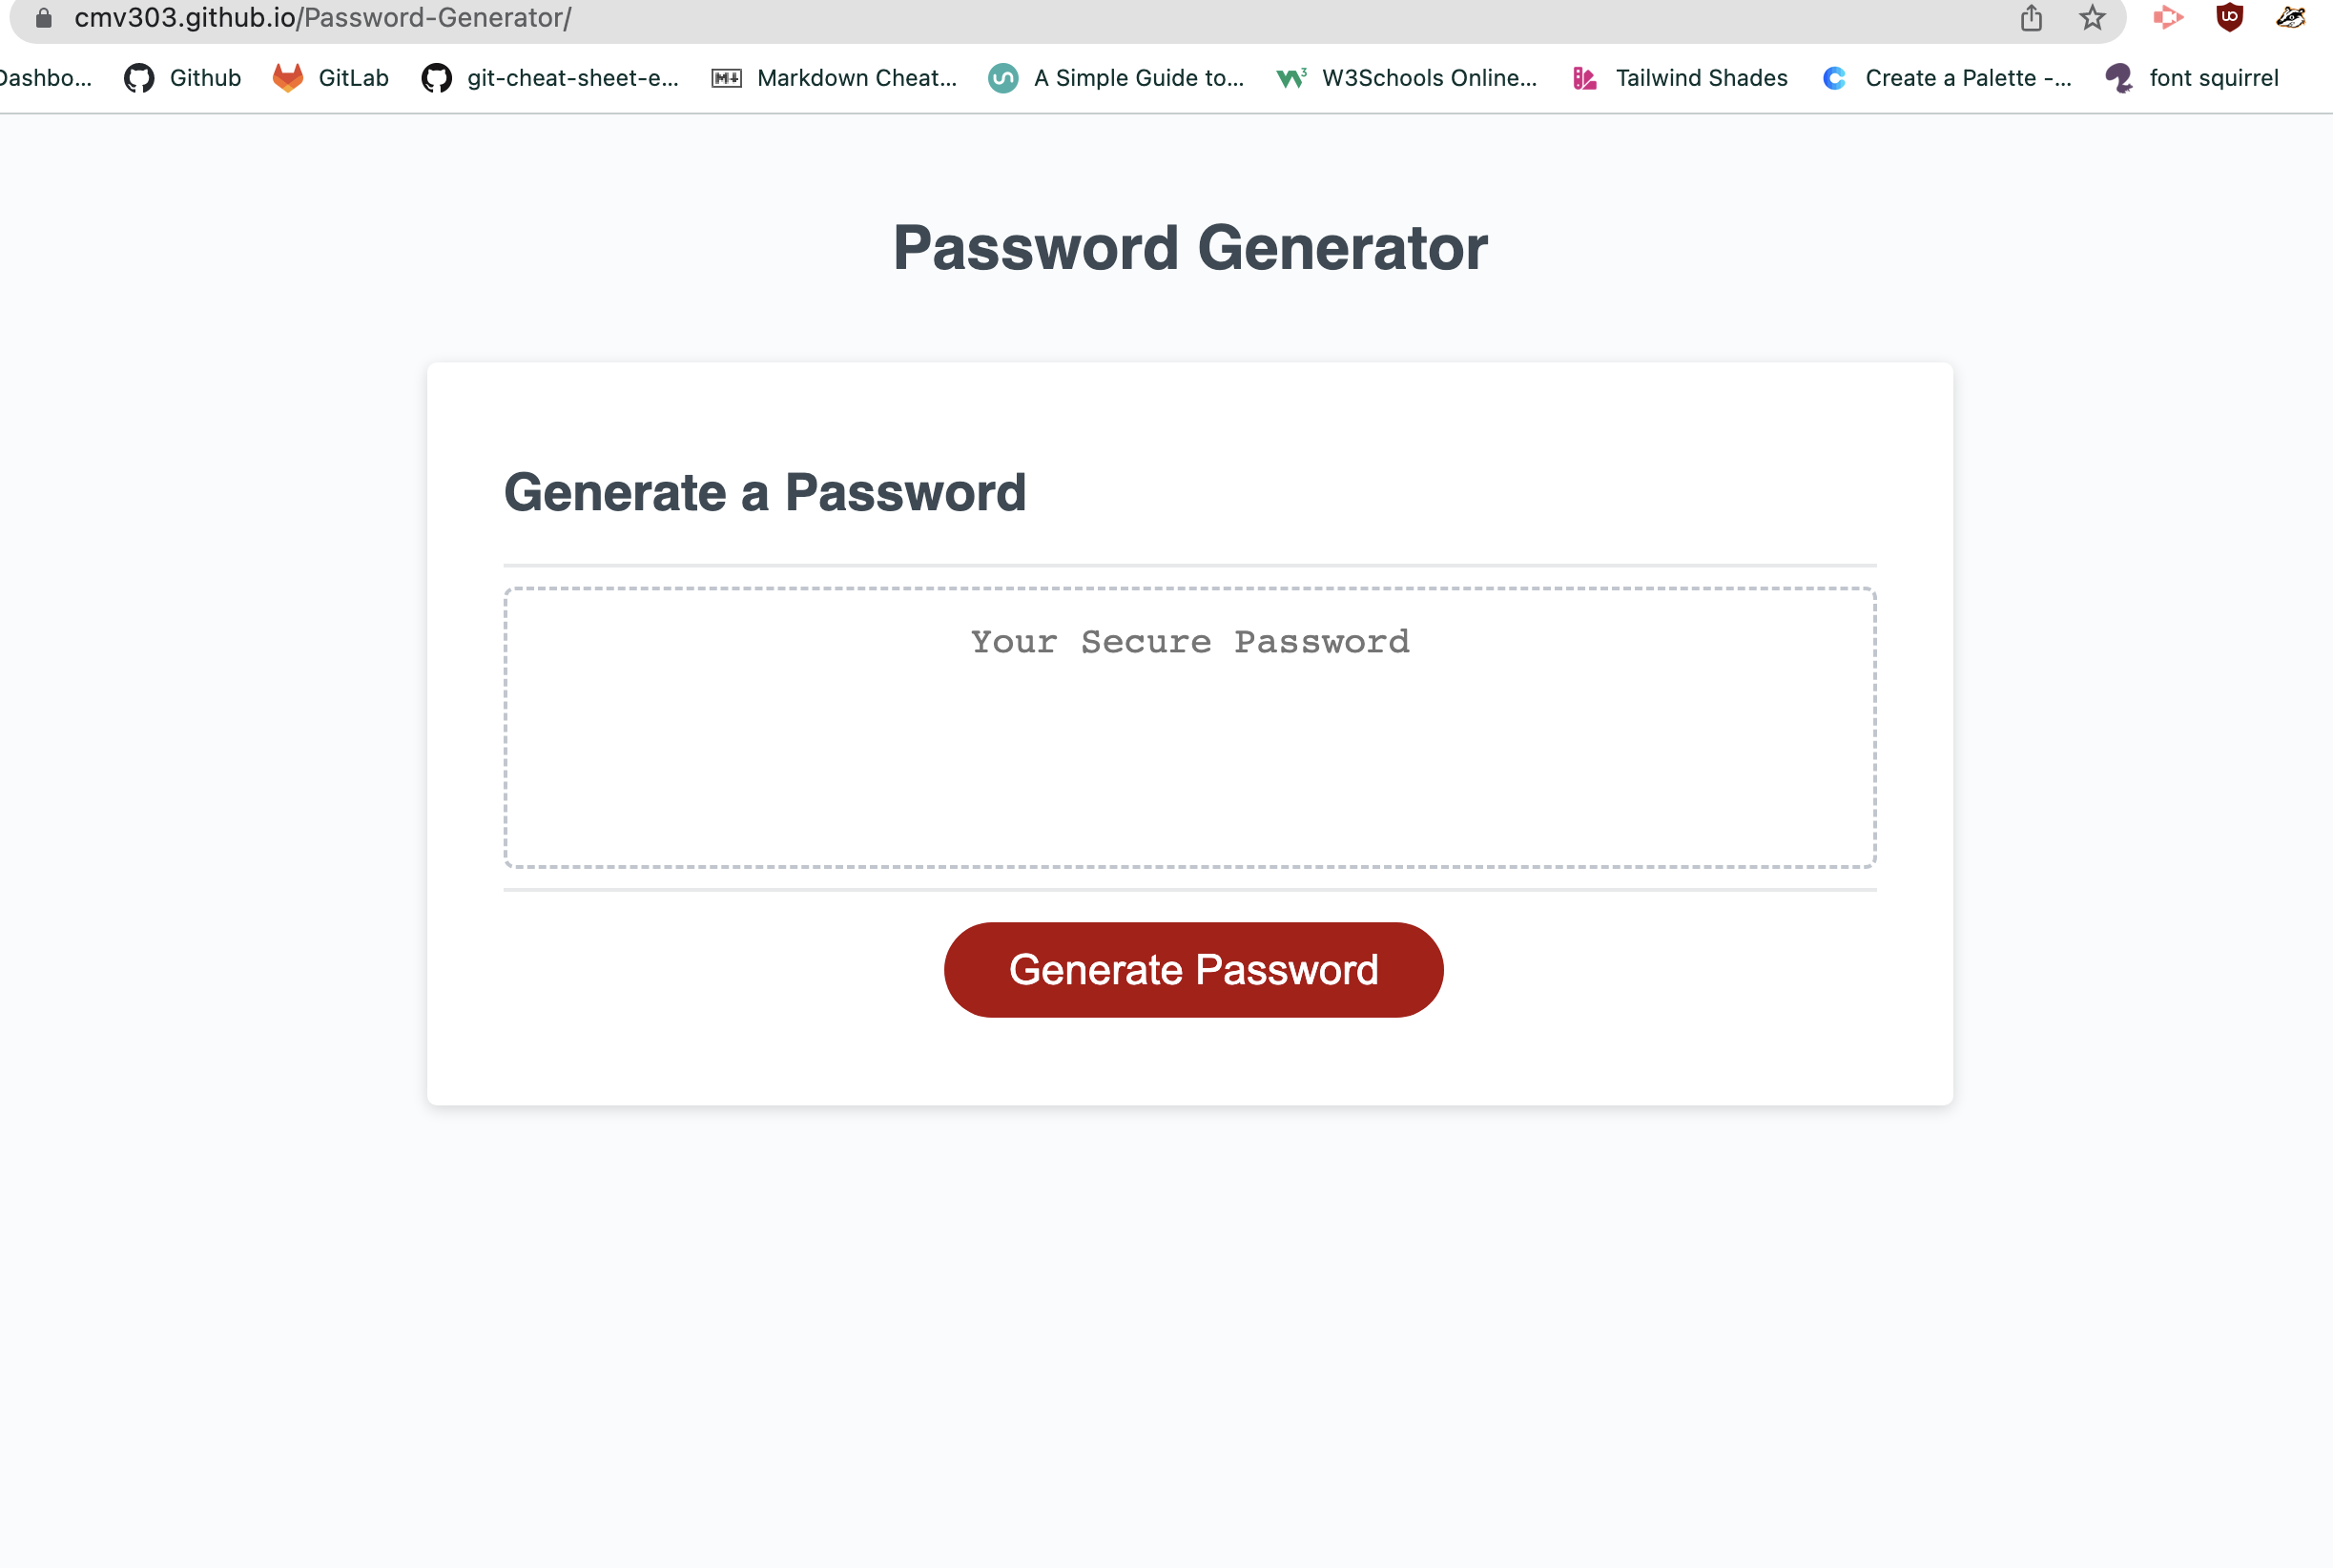 cmv303.github.io/Password-Generator/
Dashbo... Github GitLab git-cheat-sheet-e... Markdown Cheat... A Simple Guide to... W3Schools Online... Tailwind Shades Create a Palette -... font squirrel
Password Generator
Generate a Password
Your Secure Password
Generate Password